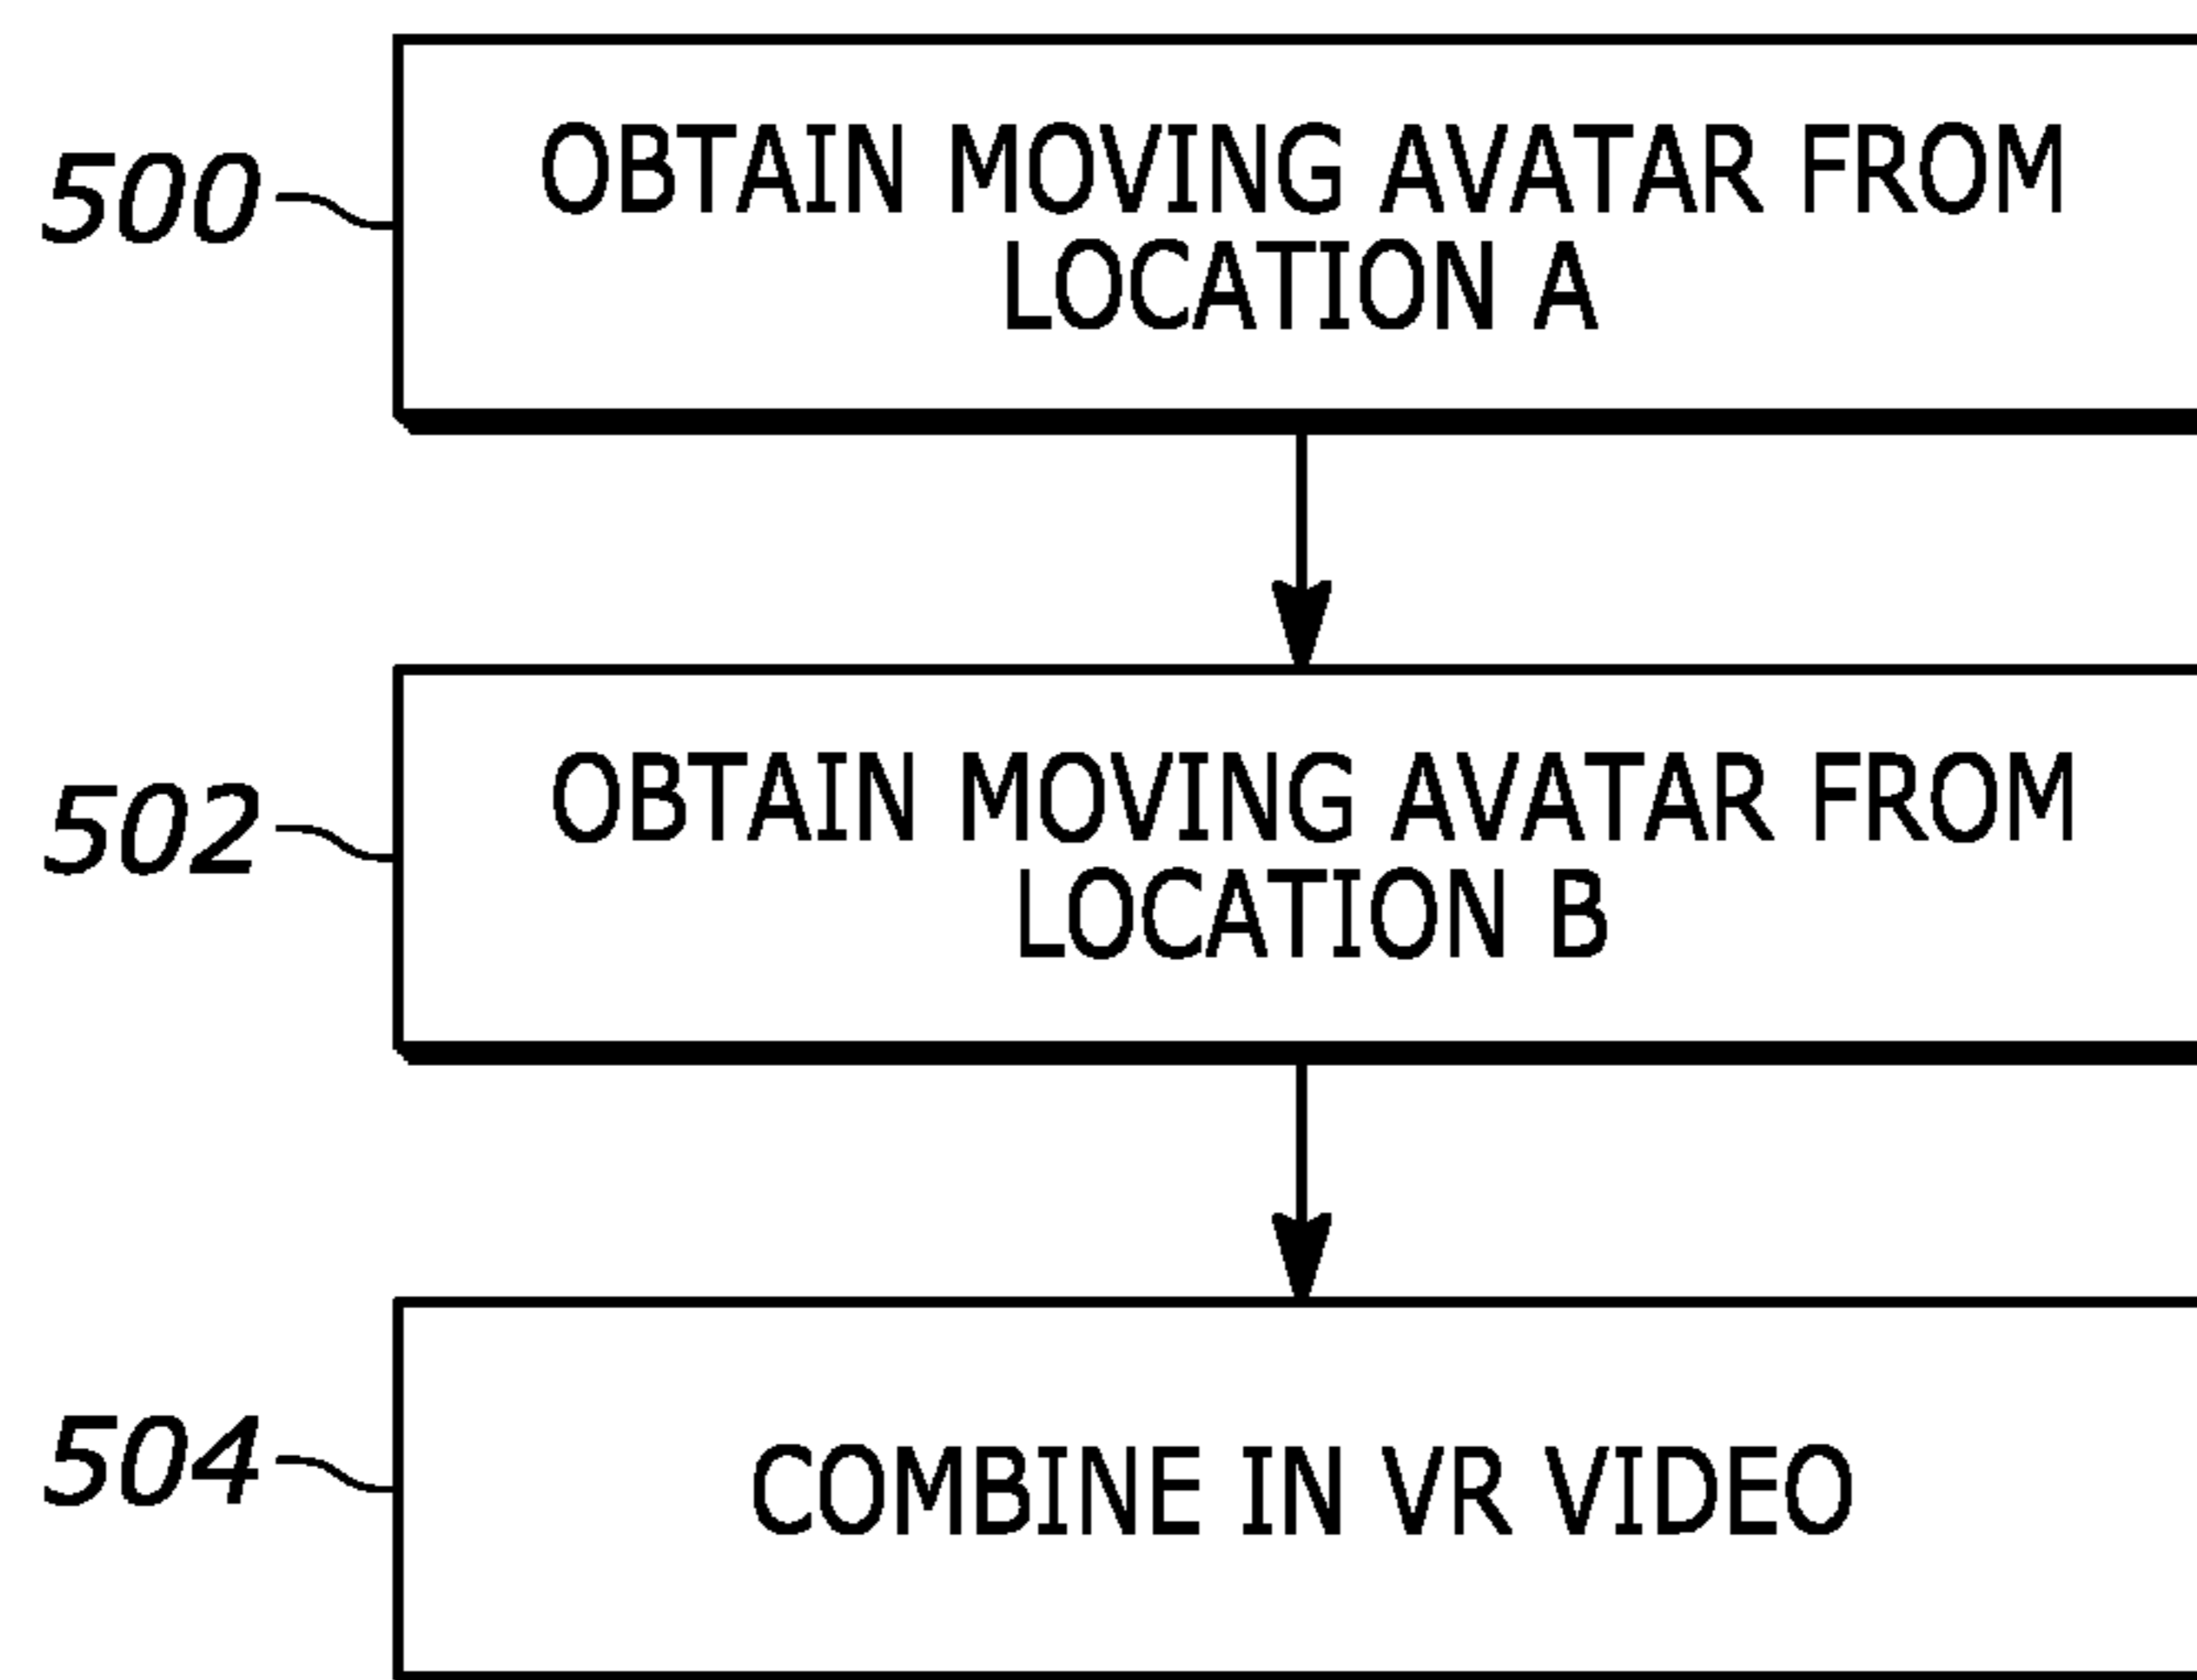 500
OBTAIN MOVING AVATAR FROM
LOCATION A
502
OBTAIN MOVING AVATAR FROM
LOCATION B
504
COMBINE IN VR VIDEO